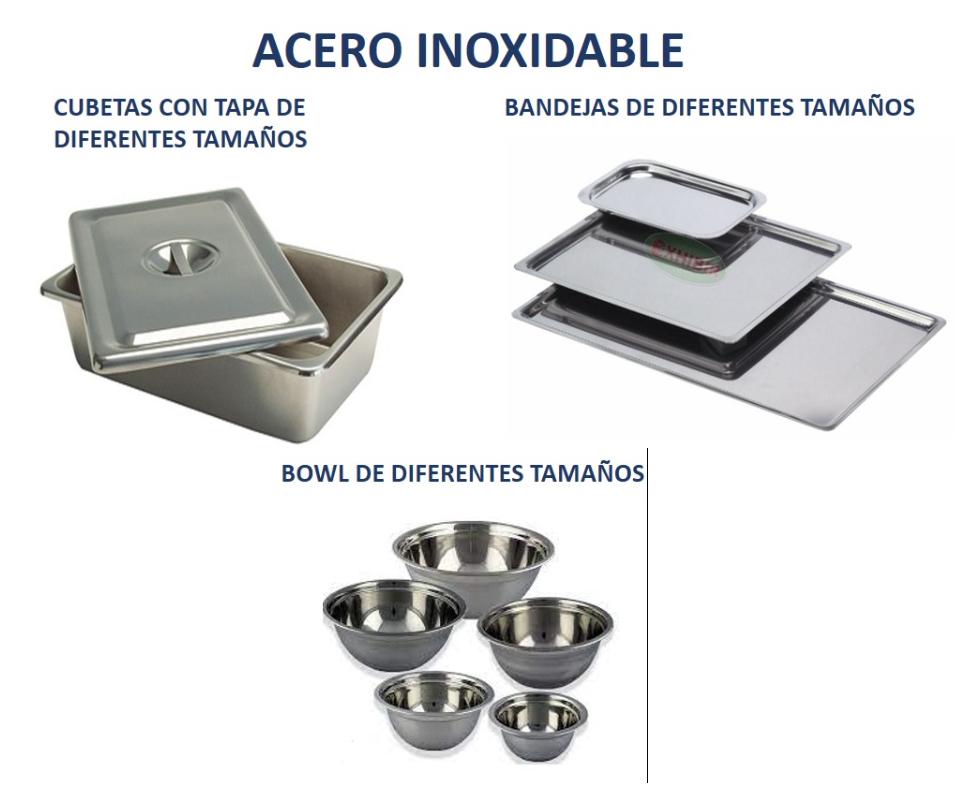 ACERO INOXIDABLE
CUBETAS CON TAPA DE
DIFERENTES TAMAÑOS
BANDEJAS DE DIFERENTES TAMAÑOS
BOWL DE DIFERENTES TAMAÑOS